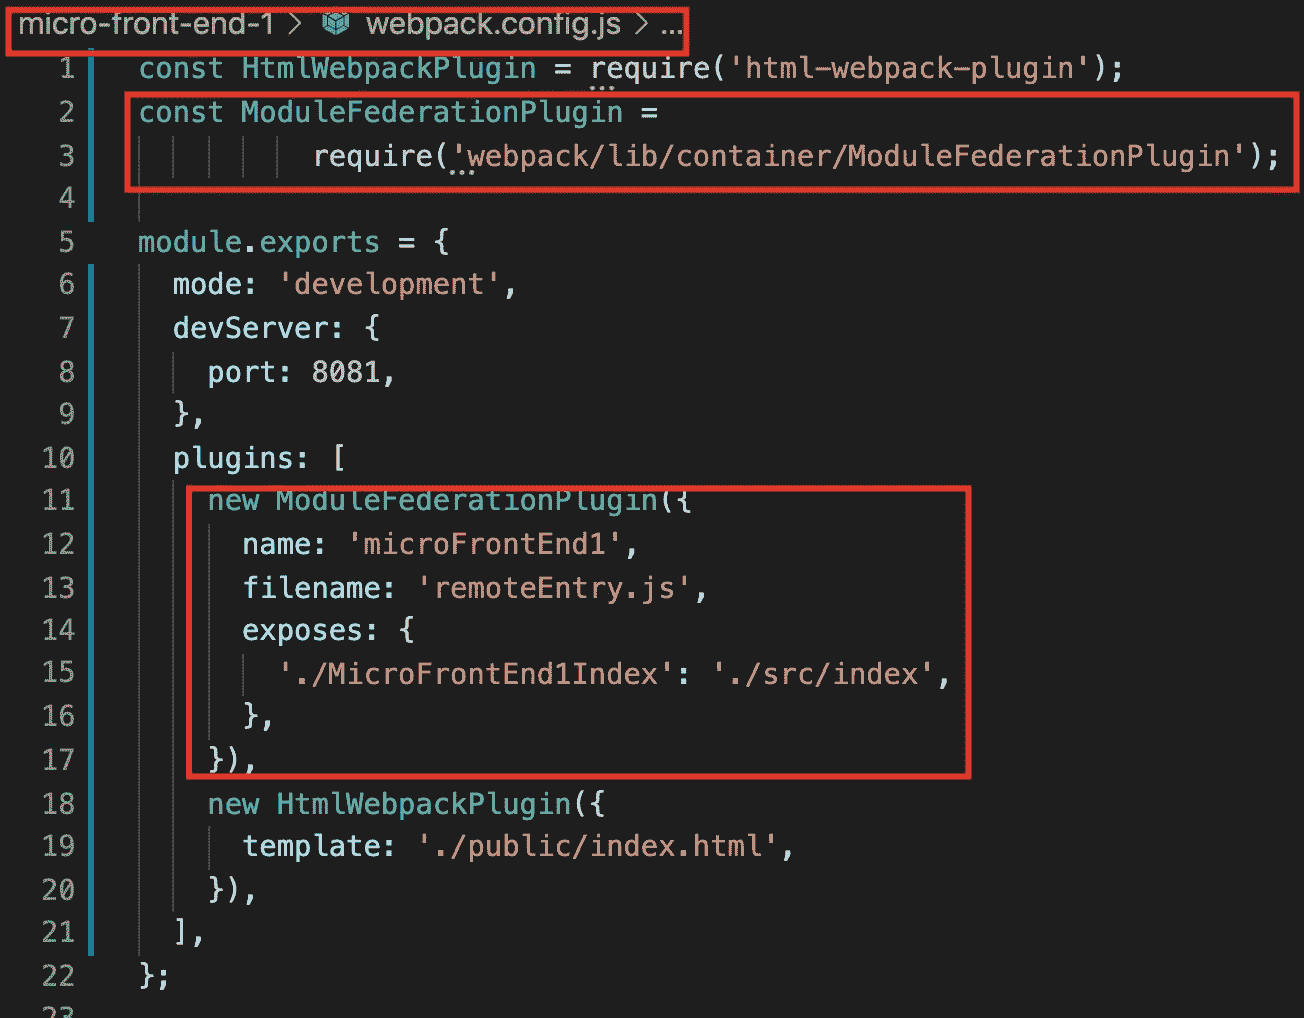 micro-front-end-1 > webpack.config.js > ...
1 const HtmlWebpackPlugin = require('html-webpack-plugin');
2 const ModuleFederationPlugin =
3 require('webpack/lib/container/ModuleFederationPlugin');
4
5 module.exports = {
6 mode: 'development',
7 devServer: {
8 port: 8081,
9 },
10 plugins: [
11 new ModuleFederationPlugin({
12 name: 'microFrontEnd1',
13 filename: 'remoteEntry.js',
14 exposes: {
15 './MicroFrontEnd1Index': './src/index',
16 },
17 }),
18 new HtmlWebpackPlugin({
19 template: './public/index.html',
20 }),
21 ],
22 };
23